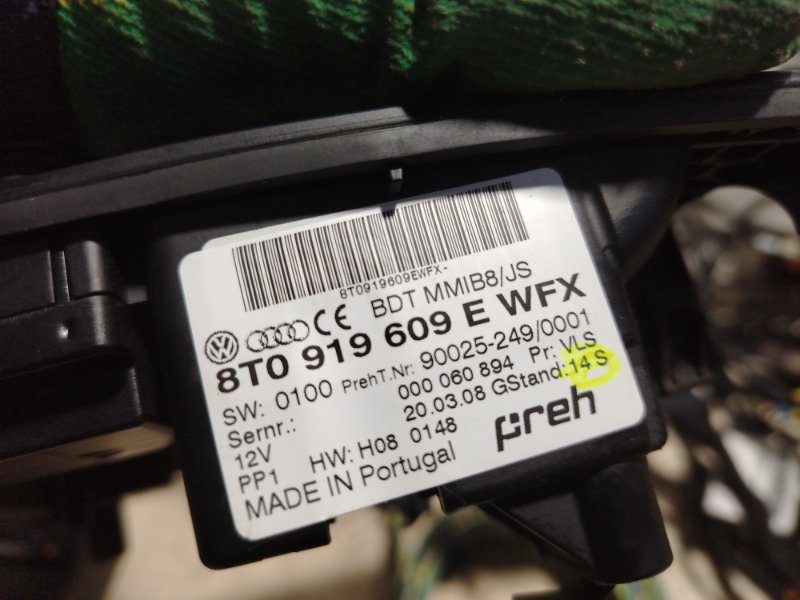 8T0919609EWFX-
BDT MMIB8/JS
8T0 919 609 E WFX
SW: 0100 PrehT.Nr: 90025-249/0001
Sernr.: 000 060 894 Pr: VLS
12V 20.03.08 GStand:14 S
PP1 HW: H08 0148
MADE IN Portugal preh